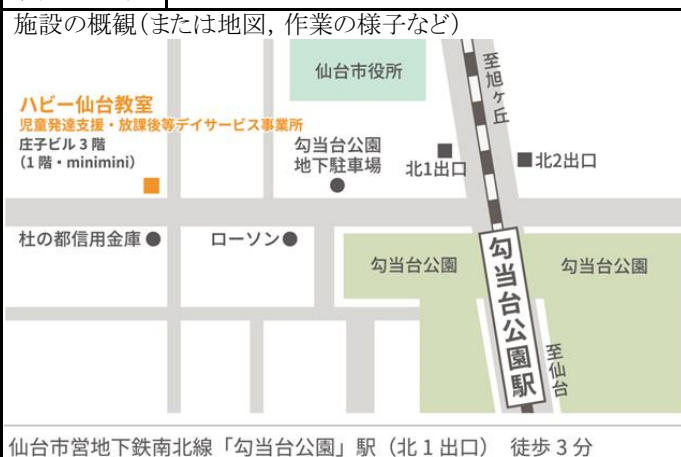 施設の概観（または地図，作業の様子など）
仙台市役所
至旭ヶ丘
ハビー仙台教室
児童発達支援・放課後等デイサービス事業所
庄子ビル 3 階
（1 階・minimini）
勾当台公園
地下駐車場
北1出口
北2出口
杜の都信用金庫
ローソン
勾当台公園
勾当台公園
勾当台公園駅
至仙台
仙台市営地下鉄南北線「勾当台公園」駅（北 1 出口） 徒歩 3 分